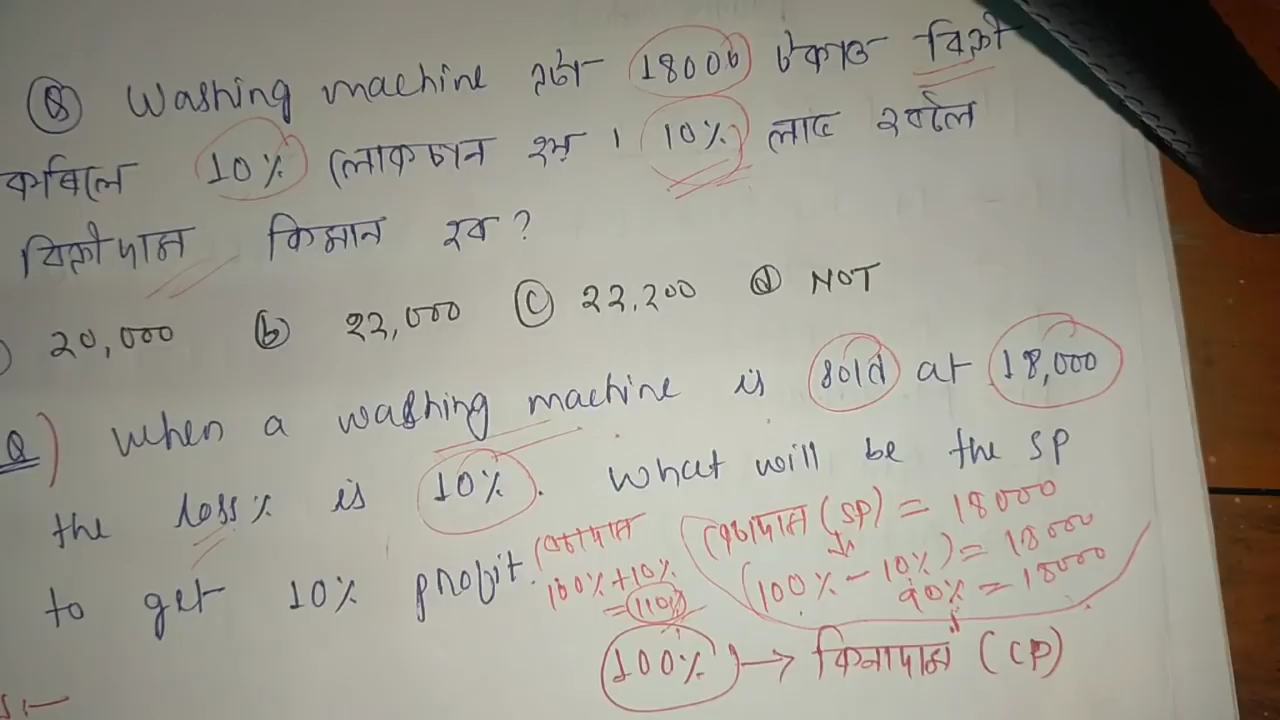 Ⓠ Washing machine এটা 18000 টকাত বিক্ৰী
কৰিলে 10% লোকচান হয় । 10% লাভ হ'বলৈ
বিক্ৰীদাম কিমান হব ?
20,000 ⓑ 22,000 ⓒ 22,200 ⓓ NOT
Q) When a washing machine is sold at 18,000
the loss% is 10%. What will be the SP
to get 10% profit.
বেচাদাম
100% + 10%
= 110%
বেচাদাম (SP) = 18000
(100% - 10%) = 18000
90% = 18000
100% → কিনাদাম (CP)